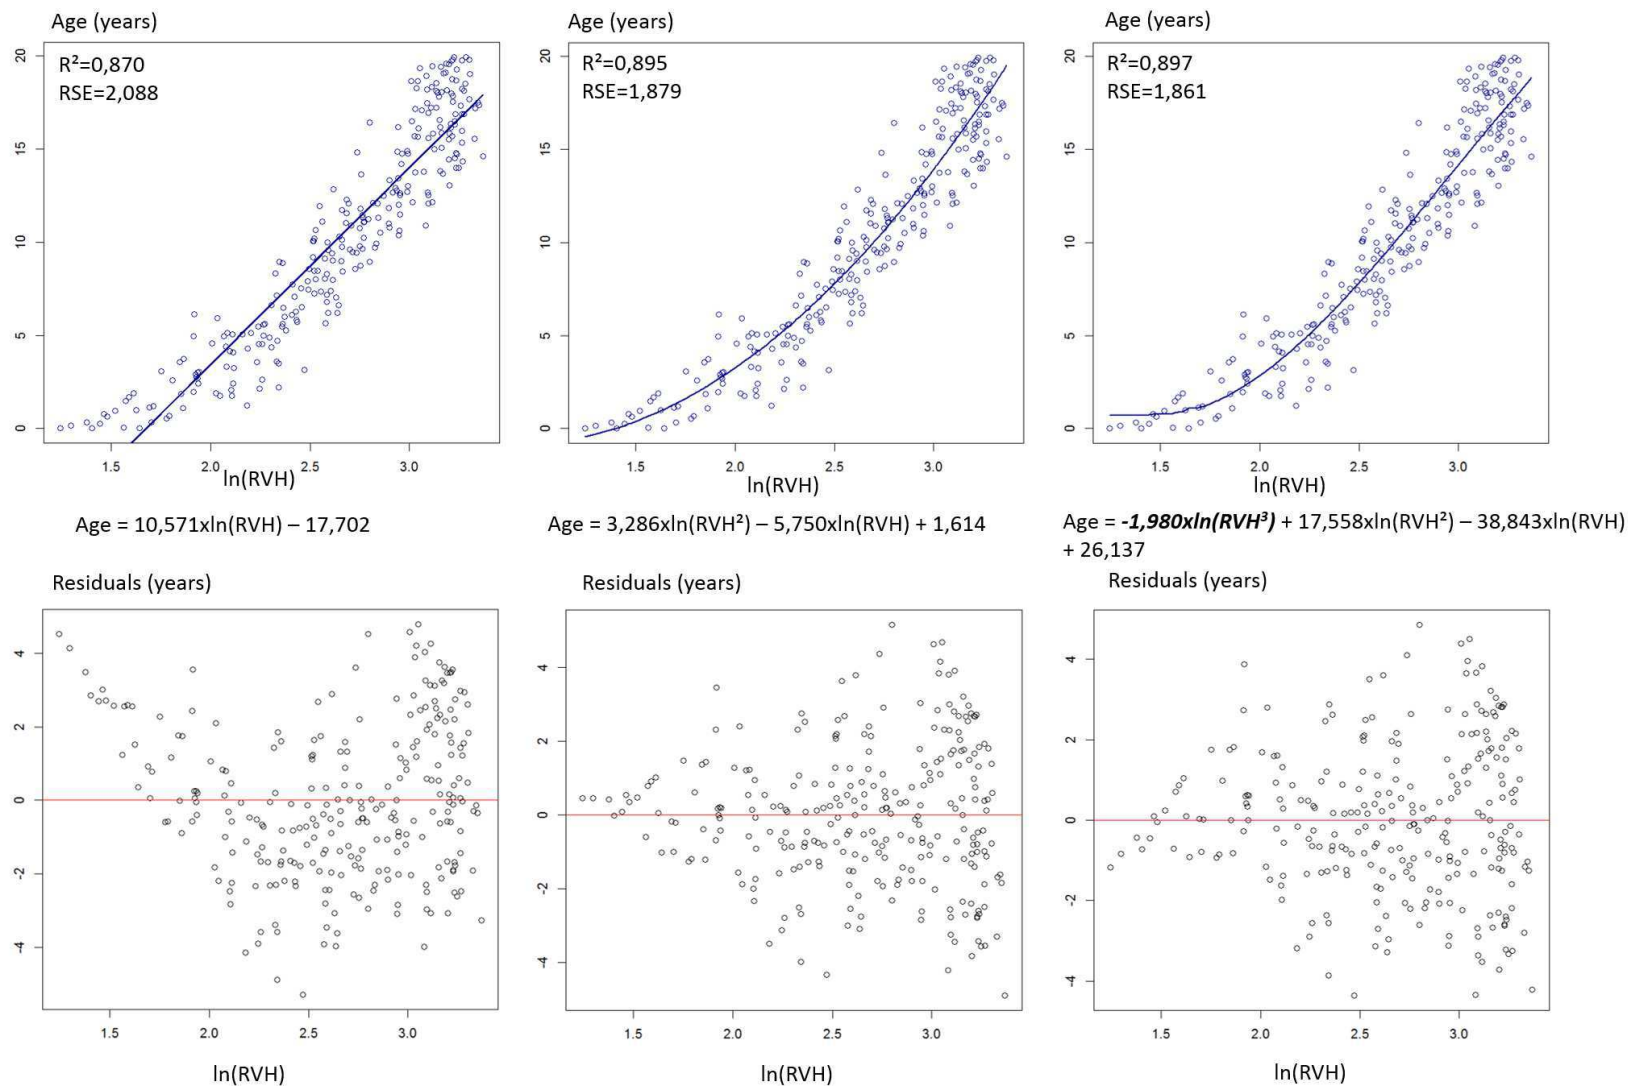 Age (years)
Age (years)
Age (years)
R²=0,870
RSE=2,088
R²=0,895
RSE=1,879
R²=0,897
RSE=1,861
20
15
10
5
0
20
15
10
5
0
20
15
10
5
0
1.5 2.0 2.5 3.0
1.5 2.0 2.5 3.0
1.5 2.0 2.5 3.0
ln(RVH)
ln(RVH)
ln(RVH)
Age = 10,571xln(RVH) – 17,702
Age = 3,286xln(RVH²) – 5,750xln(RVH) + 1,614
Age = -1,980xln(RVH³) + 17,558xln(RVH²) – 38,843xln(RVH)
+ 26,137
Residuals (years)
Residuals (years)
Residuals (years)
4
2
0
-2
-4
4
2
0
-2
-4
4
2
0
-2
-4
1.5 2.0 2.5 3.0
1.5 2.0 2.5 3.0
1.5 2.0 2.5 3.0
ln(RVH)
ln(RVH)
ln(RVH)